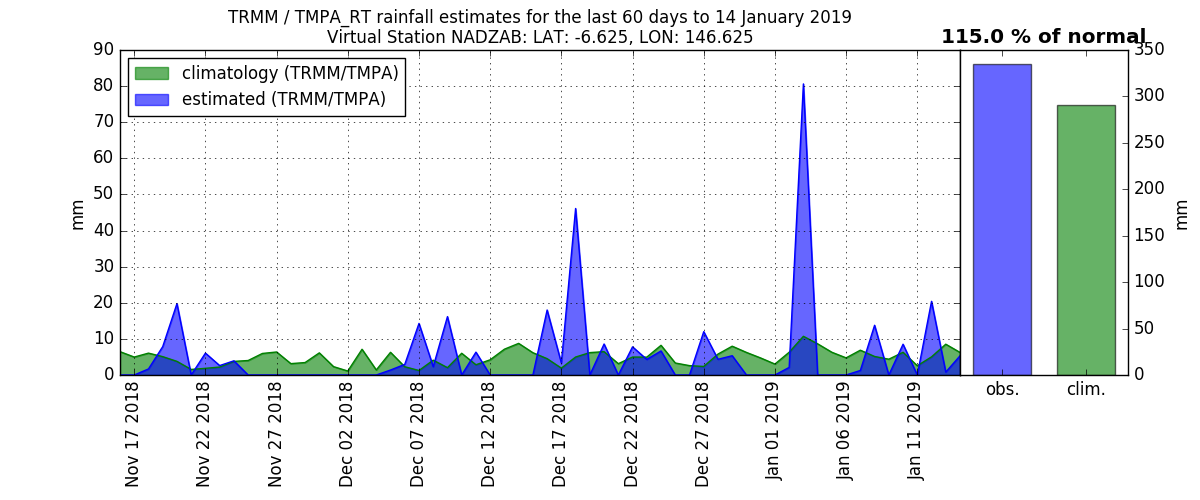 TRMM / TMPA_RT rainfall estimates for the last 60 days to 14 January 2019
Virtual Station NADZAB: LAT: -6.625, LON: 146.625
115.0 % of normal
climatology (TRMM/TMPA)
estimated (TRMM/TMPA)
mm
90
80
70
60
50
40
30
20
10
0
Nov 17 2018
Nov 22 2018
Nov 27 2018
Dec 02 2018
Dec 07 2018
Dec 12 2018
Dec 17 2018
Dec 22 2018
Dec 27 2018
Jan 01 2019
Jan 06 2019
Jan 11 2019
obs.
clim.
350
300
250
200
150
100
50
0
mm